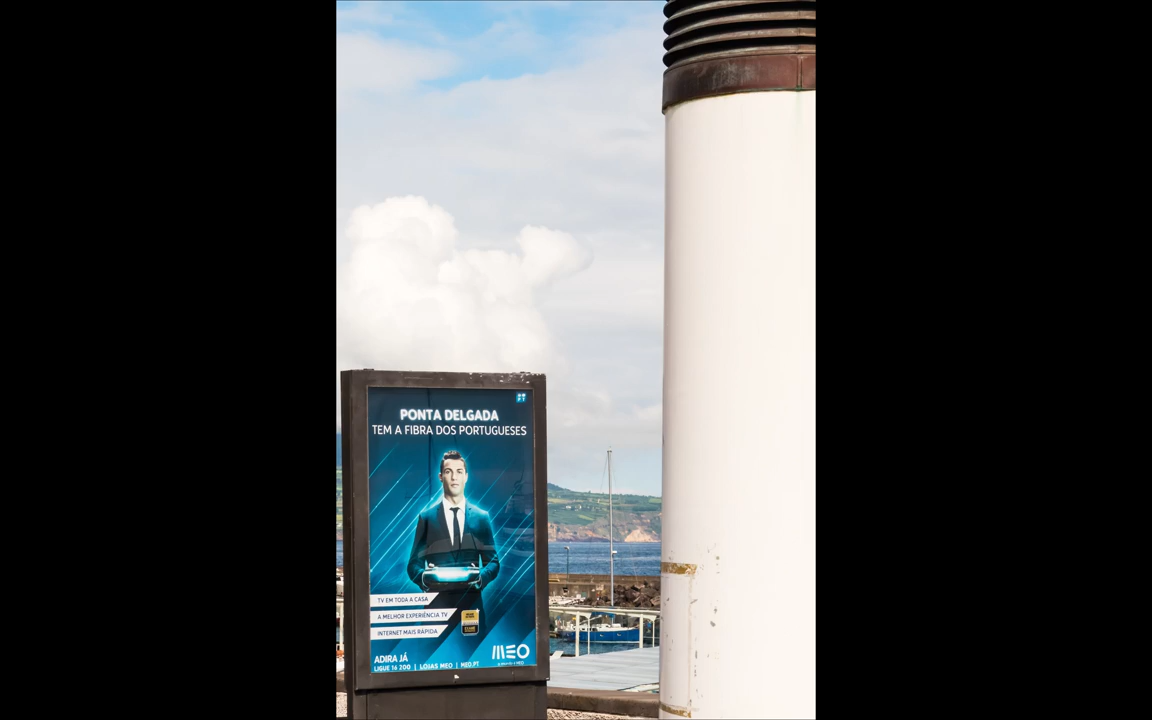 PT
PONTA DELGADA
TEM A FIBRA DOS PORTUGUESES
TV EM TODA A CASA
A MELHOR EXPERIÊNCIA TV
INTERNET MAIS RÁPIDA
ADIRA JÁ
LIGUE 16 200 | LOJAS MEO | MEO.PT
MEO